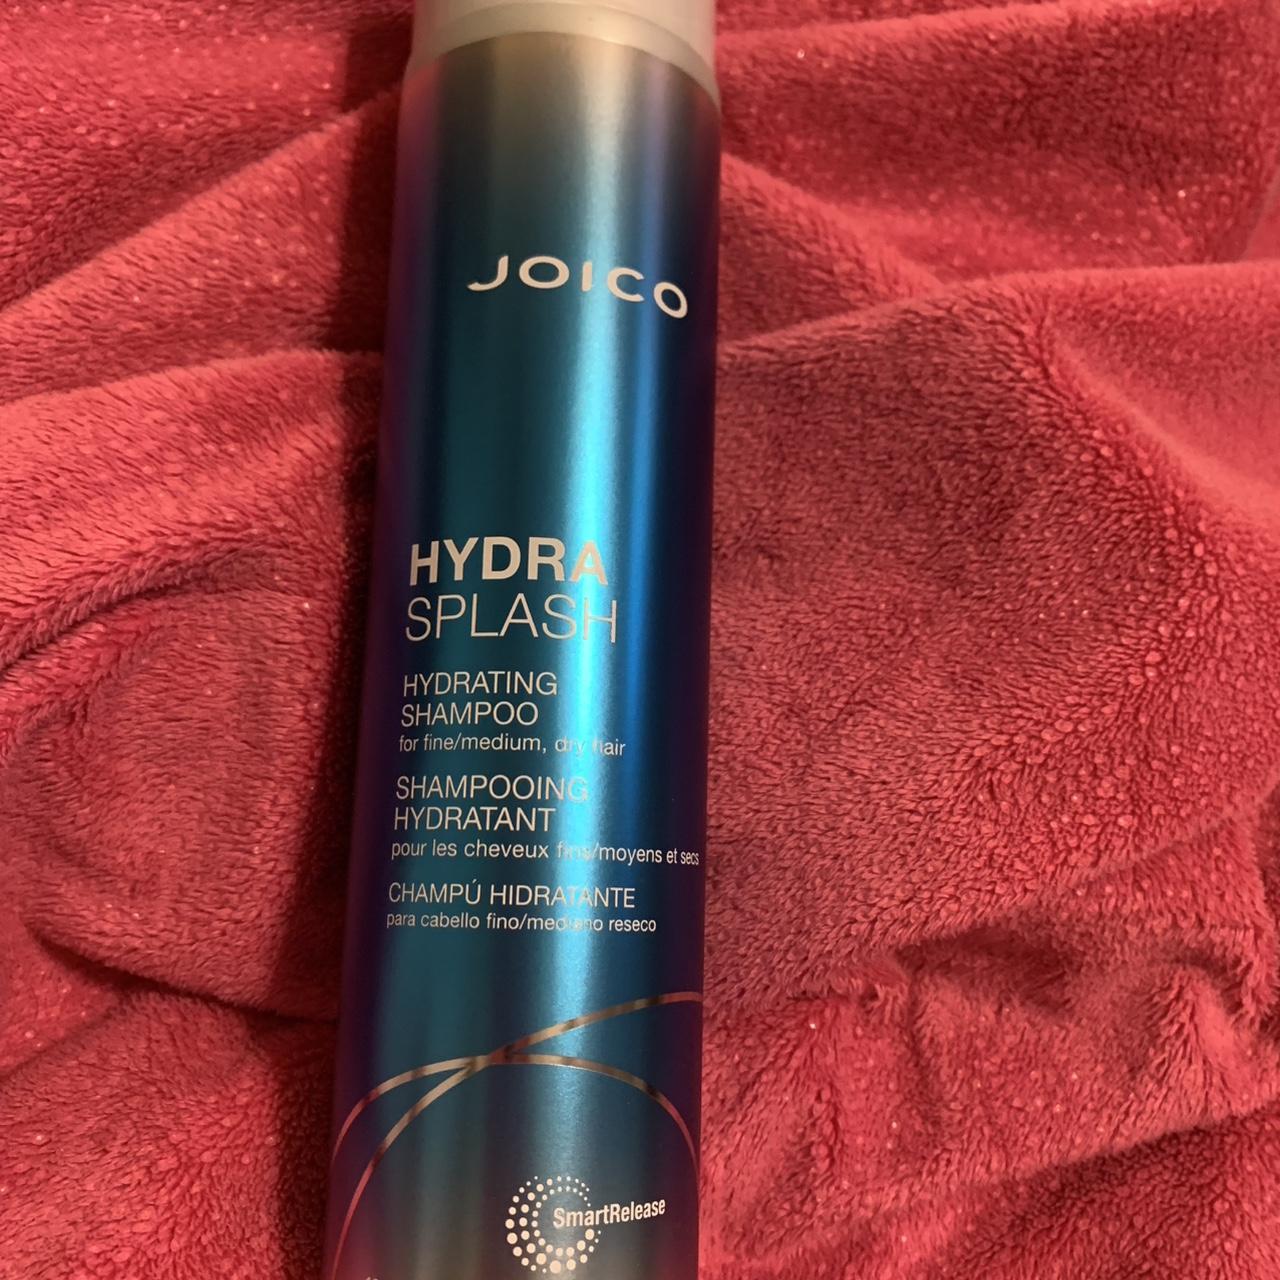 JOICO
HYDRA
SPLASH
HYDRATING
SHAMPOO
for fine/medium, dry hair
SHAMPOOING
HYDRATANT
pour les cheveux fins/moyens et secs
CHAMPÚ HIDRATANTE
para cabello fino/mediano reseco
SmartRelease